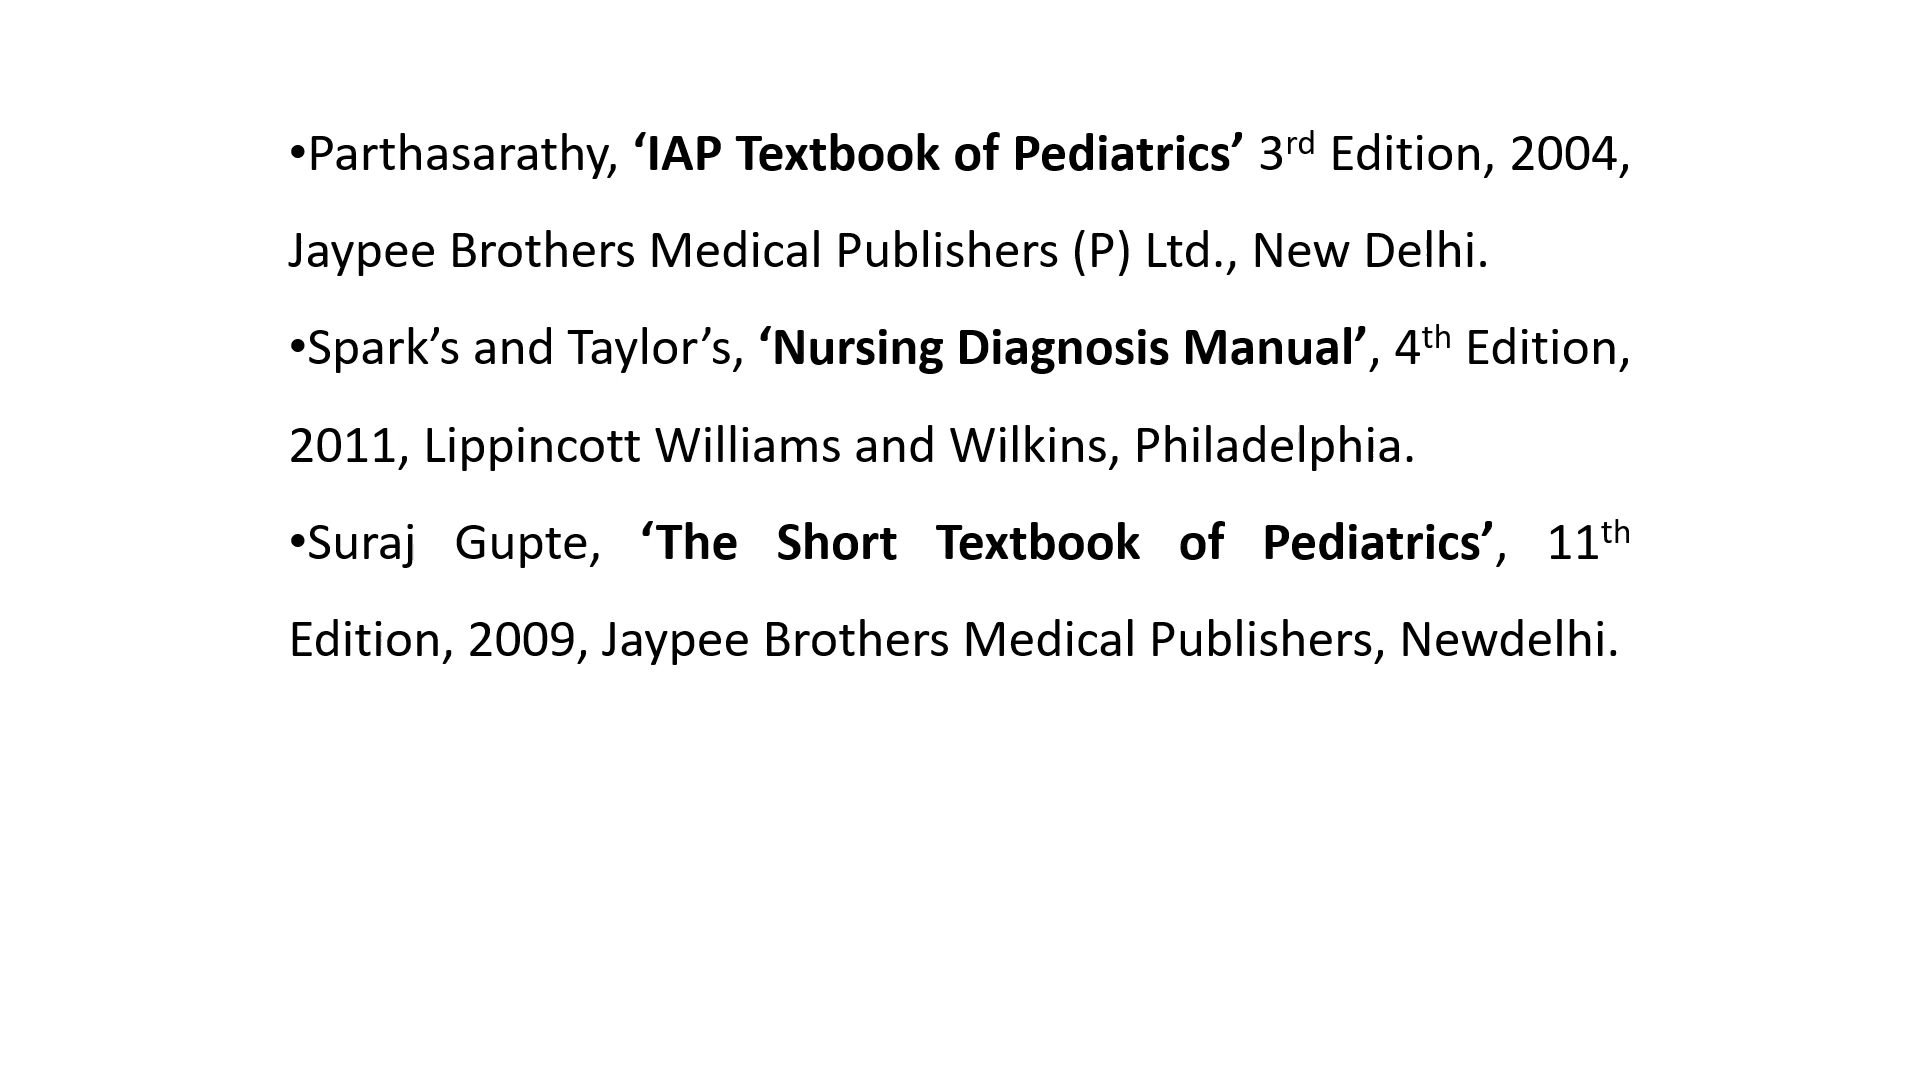 •Parthasarathy, ‘IAP Textbook of Pediatrics’ 3rd Edition, 2004,
Jaypee Brothers Medical Publishers (P) Ltd., New Delhi.
•Spark’s and Taylor’s, ‘Nursing Diagnosis Manual’, 4th Edition,
2011, Lippincott Williams and Wilkins, Philadelphia.
•Suraj Gupte, ‘The Short Textbook of Pediatrics’, 11th
Edition, 2009, Jaypee Brothers Medical Publishers, Newdelhi.